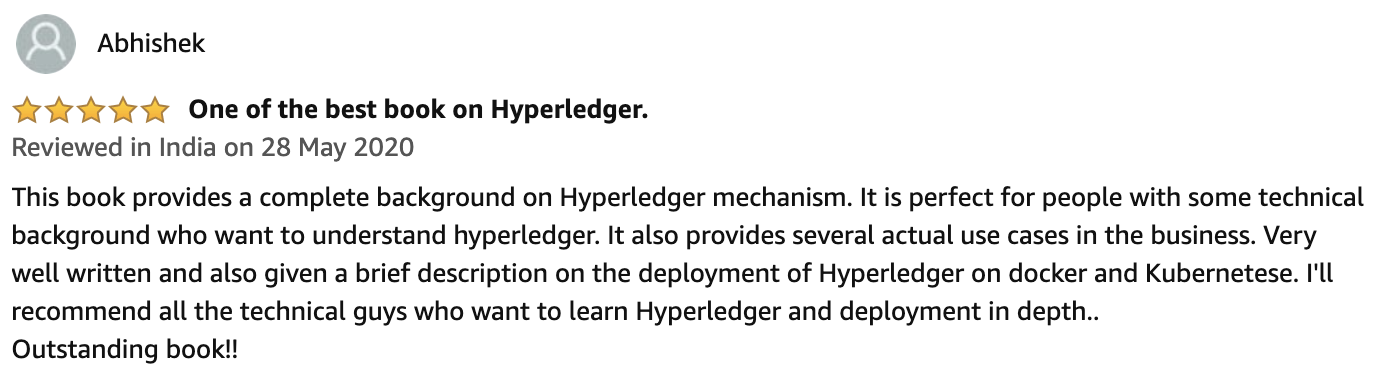 Abhishek
One of the best book on Hyperledger.
Reviewed in India on 28 May 2020
This book provides a complete background on Hyperledger mechanism. It is perfect for people with some technical
background who want to understand hyperledger. It also provides several actual use cases in the business. Very
well written and also given a brief description on the deployment of Hyperledger on docker and Kubernetese. I'll
recommend all the technical guys who want to learn Hyperledger and deployment in depth..
Outstanding book!!